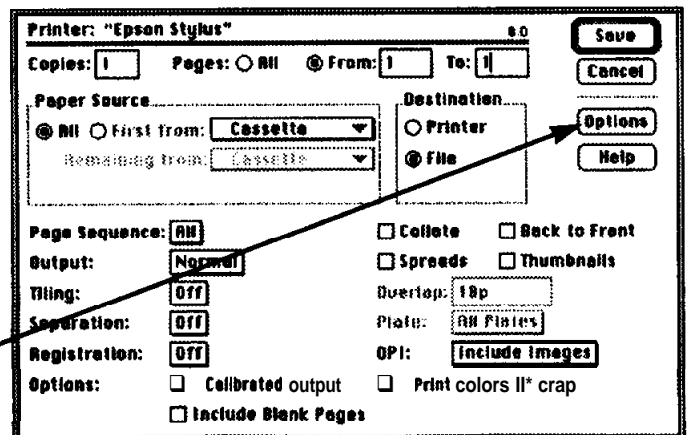 Printer: "Epson Stylus" 8.0 Save
Copies: 1 Pages: All From: 1 To: 1 Cancel
Paper Source Destination
All First from: Cassette Printer Options
Remaining from: Cassette File Help
Page Sequence: All Collate Back to Front
Output: Normal Spreads Thumbnails
Tiling: Off Overlap: 18p
Separation: Off Plate: All Plates
Registration: Off OPI: Include Images
Options: Calibrated output Print colors II* crap
Include Blank Pages